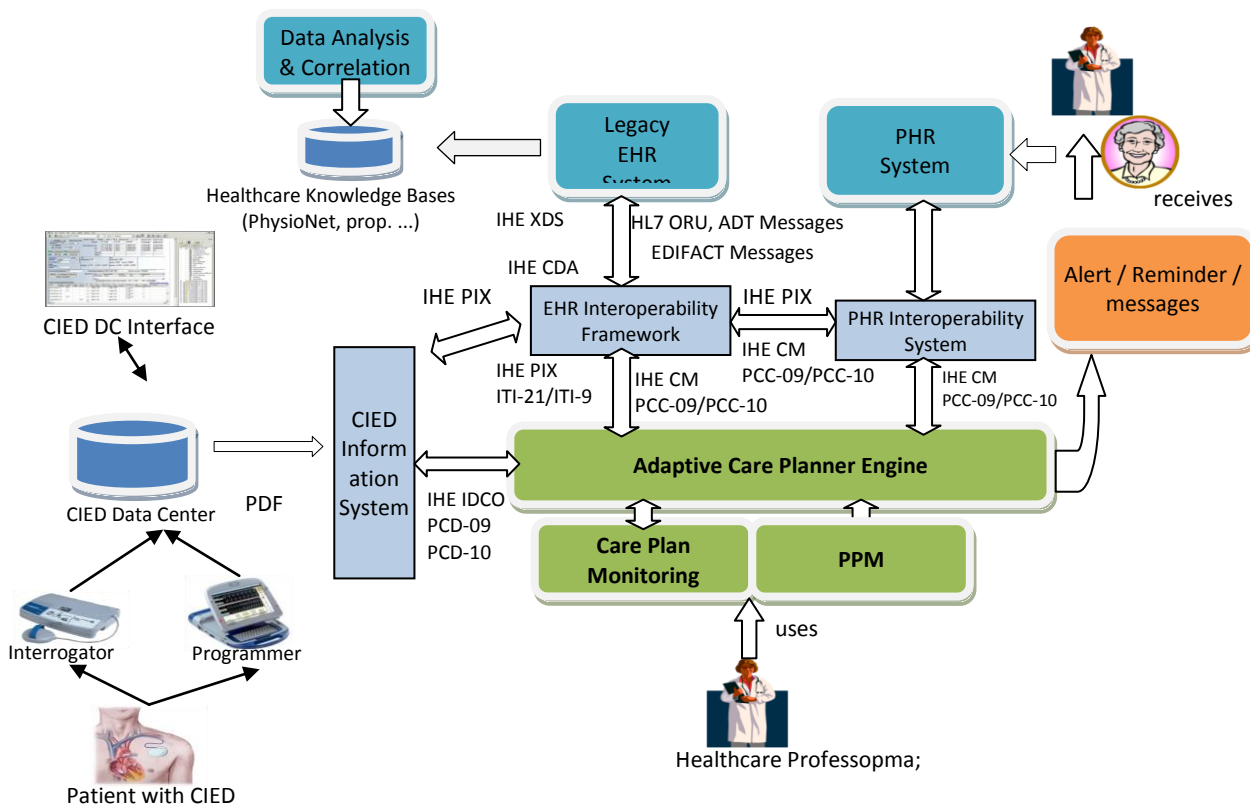 Data Analysis
& Correlation
Legacy
EHR
System
PHR
System
Healthcare Knowledge Bases
(PhysioNet, prop. ...)
receives
IHE XDS
HL7 ORU, ADT Messages
EDIFACT Messages
IHE CDA
Alert / Reminder /
messages
CIED DC Interface
IHE PIX
EHR Interoperability
Framework
IHE PIX
PHR Interoperability
System
IHE CM
PCC-09/PCC-10
IHE PIX
ITI-21/ITI-9
IHE CM
PCC-09/PCC-10
IHE CM
PCC-09/PCC-10
CIED
Inform
ation
System
Adaptive Care Planner Engine
PDF
CIED Data Center
IHE IDCO
PCD-09
PCD-10
Care Plan
Monitoring
PPM
uses
Interrogator
Programmer
Healthcare Professopma;
Patient with CIED